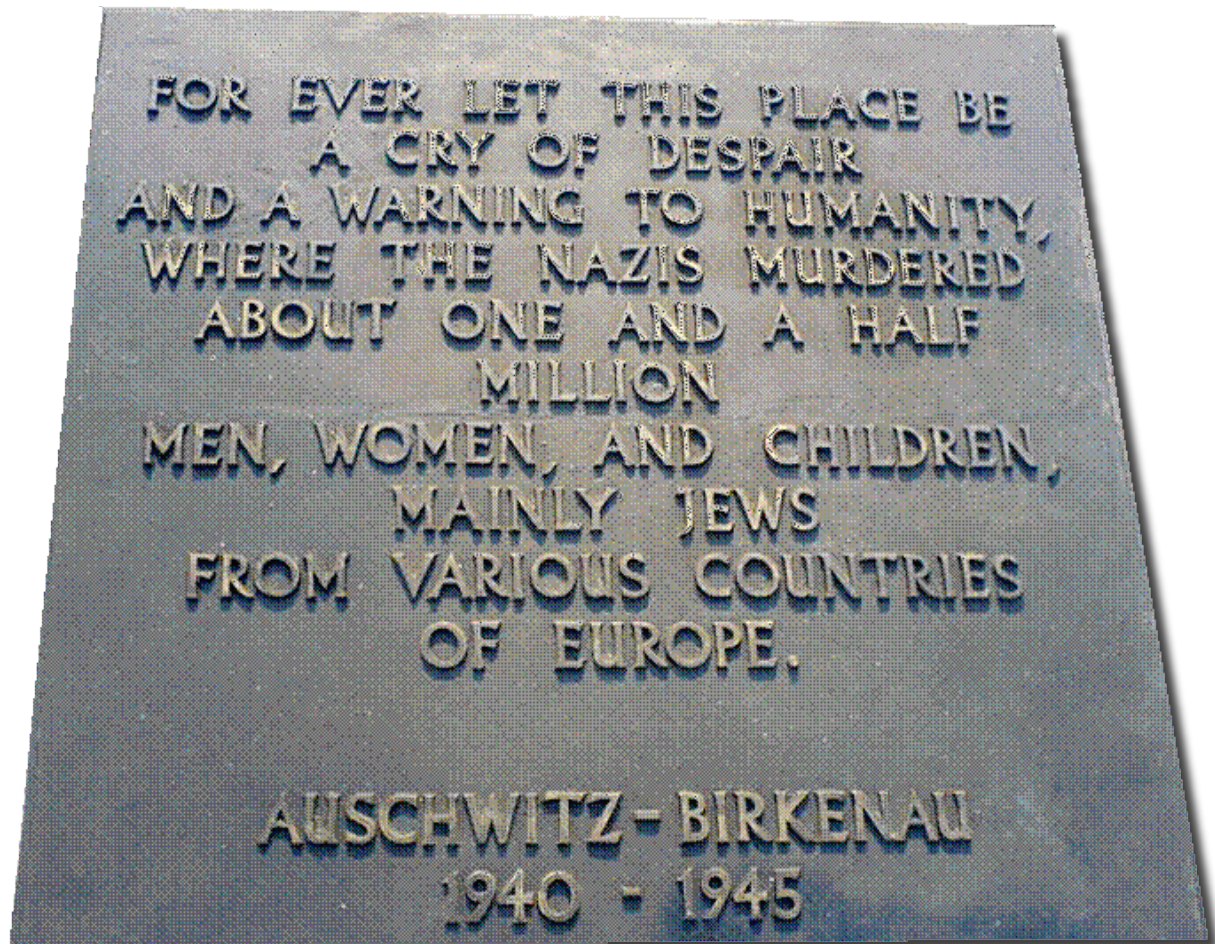 FOR EVER LET THIS PLACE BE
A CRY OF DESPAIR
AND A WARNING TO HUMANITY,
WHERE THE NAZIS MURDERED
ABOUT ONE AND A HALF
MILLION
MEN, WOMEN, AND CHILDREN,
MAINLY JEWS
FROM VARIOUS COUNTRIES
OF EUROPE.
AUSCHWITZ-BIRKENAU
1940 - 1945